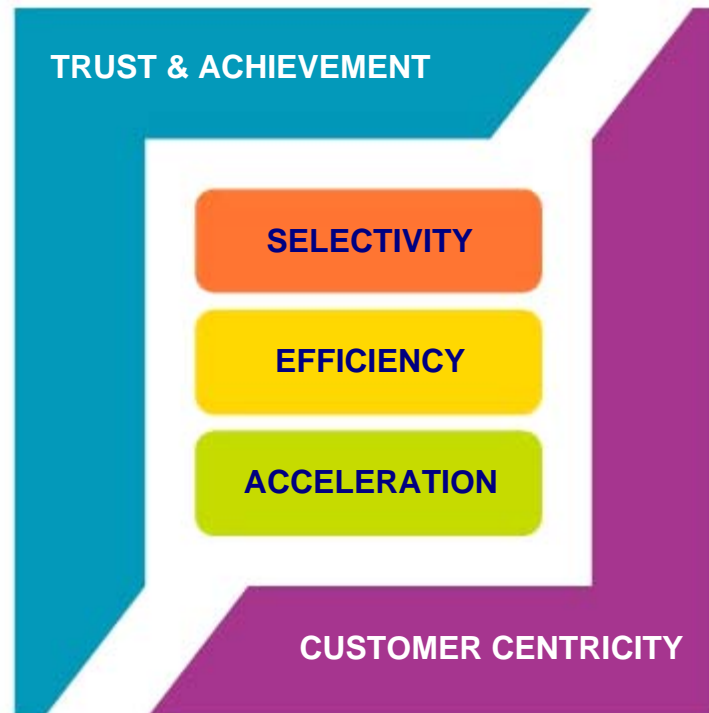 TRUST & ACHIEVEMENT
SELECTIVITY
EFFICIENCY
ACCELERATION
CUSTOMER CENTRICITY